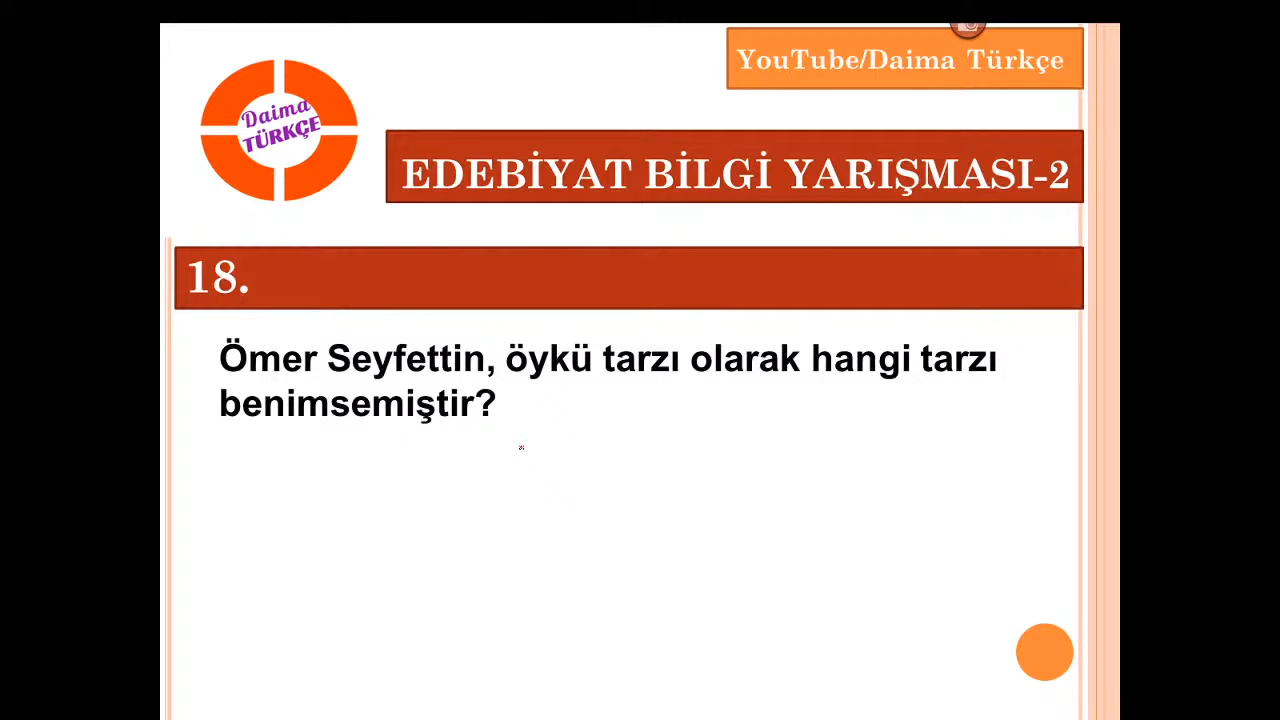 YouTube/Daima Türkçe
Daima
TÜRKÇE
EDEBİYAT BİLGİ YARIŞMASI-2
18.
Ömer Seyfettin, öykü tarzı olarak hangi tarzı
benimsemiştir?